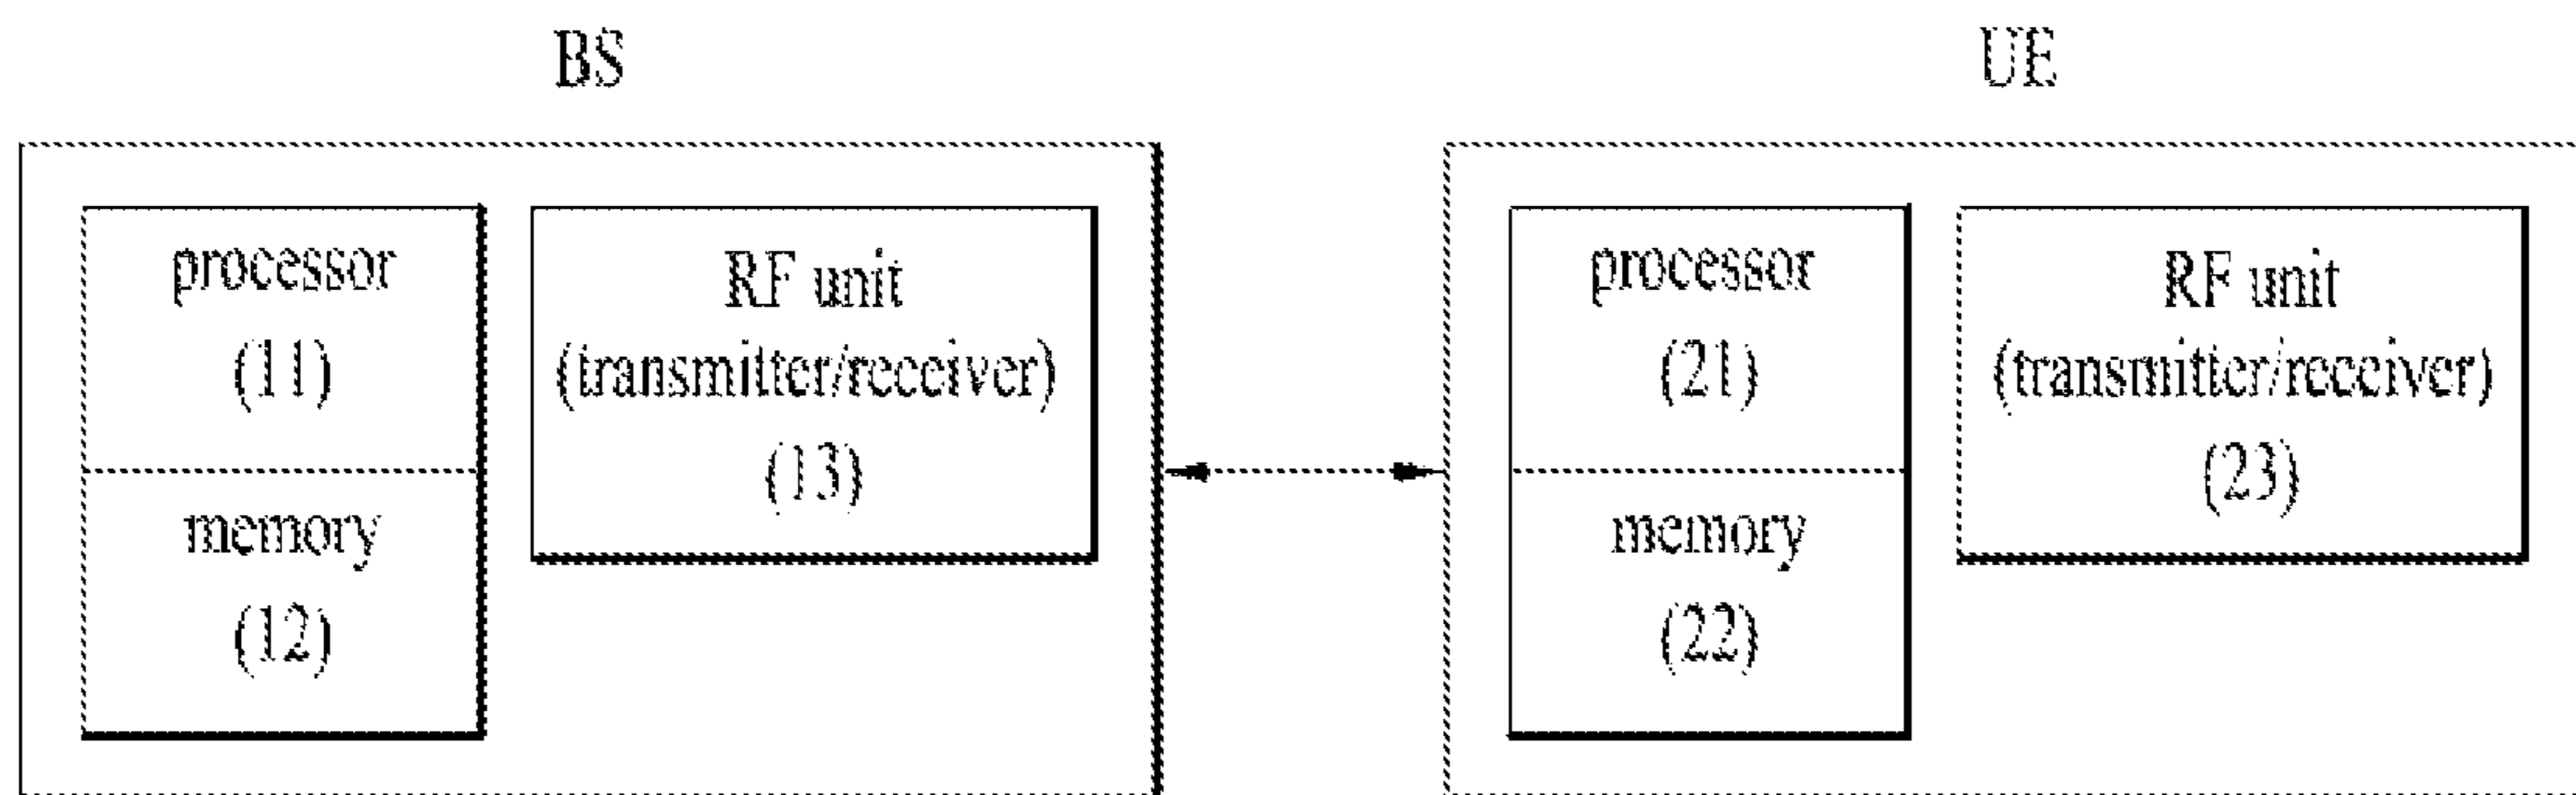 BS
UE
processor
(11)
memory
(12)
RF unit
(transmitter/receiver)
(13)
processor
(21)
memory
(22)
RF unit
(transmitter/receiver)
(23)